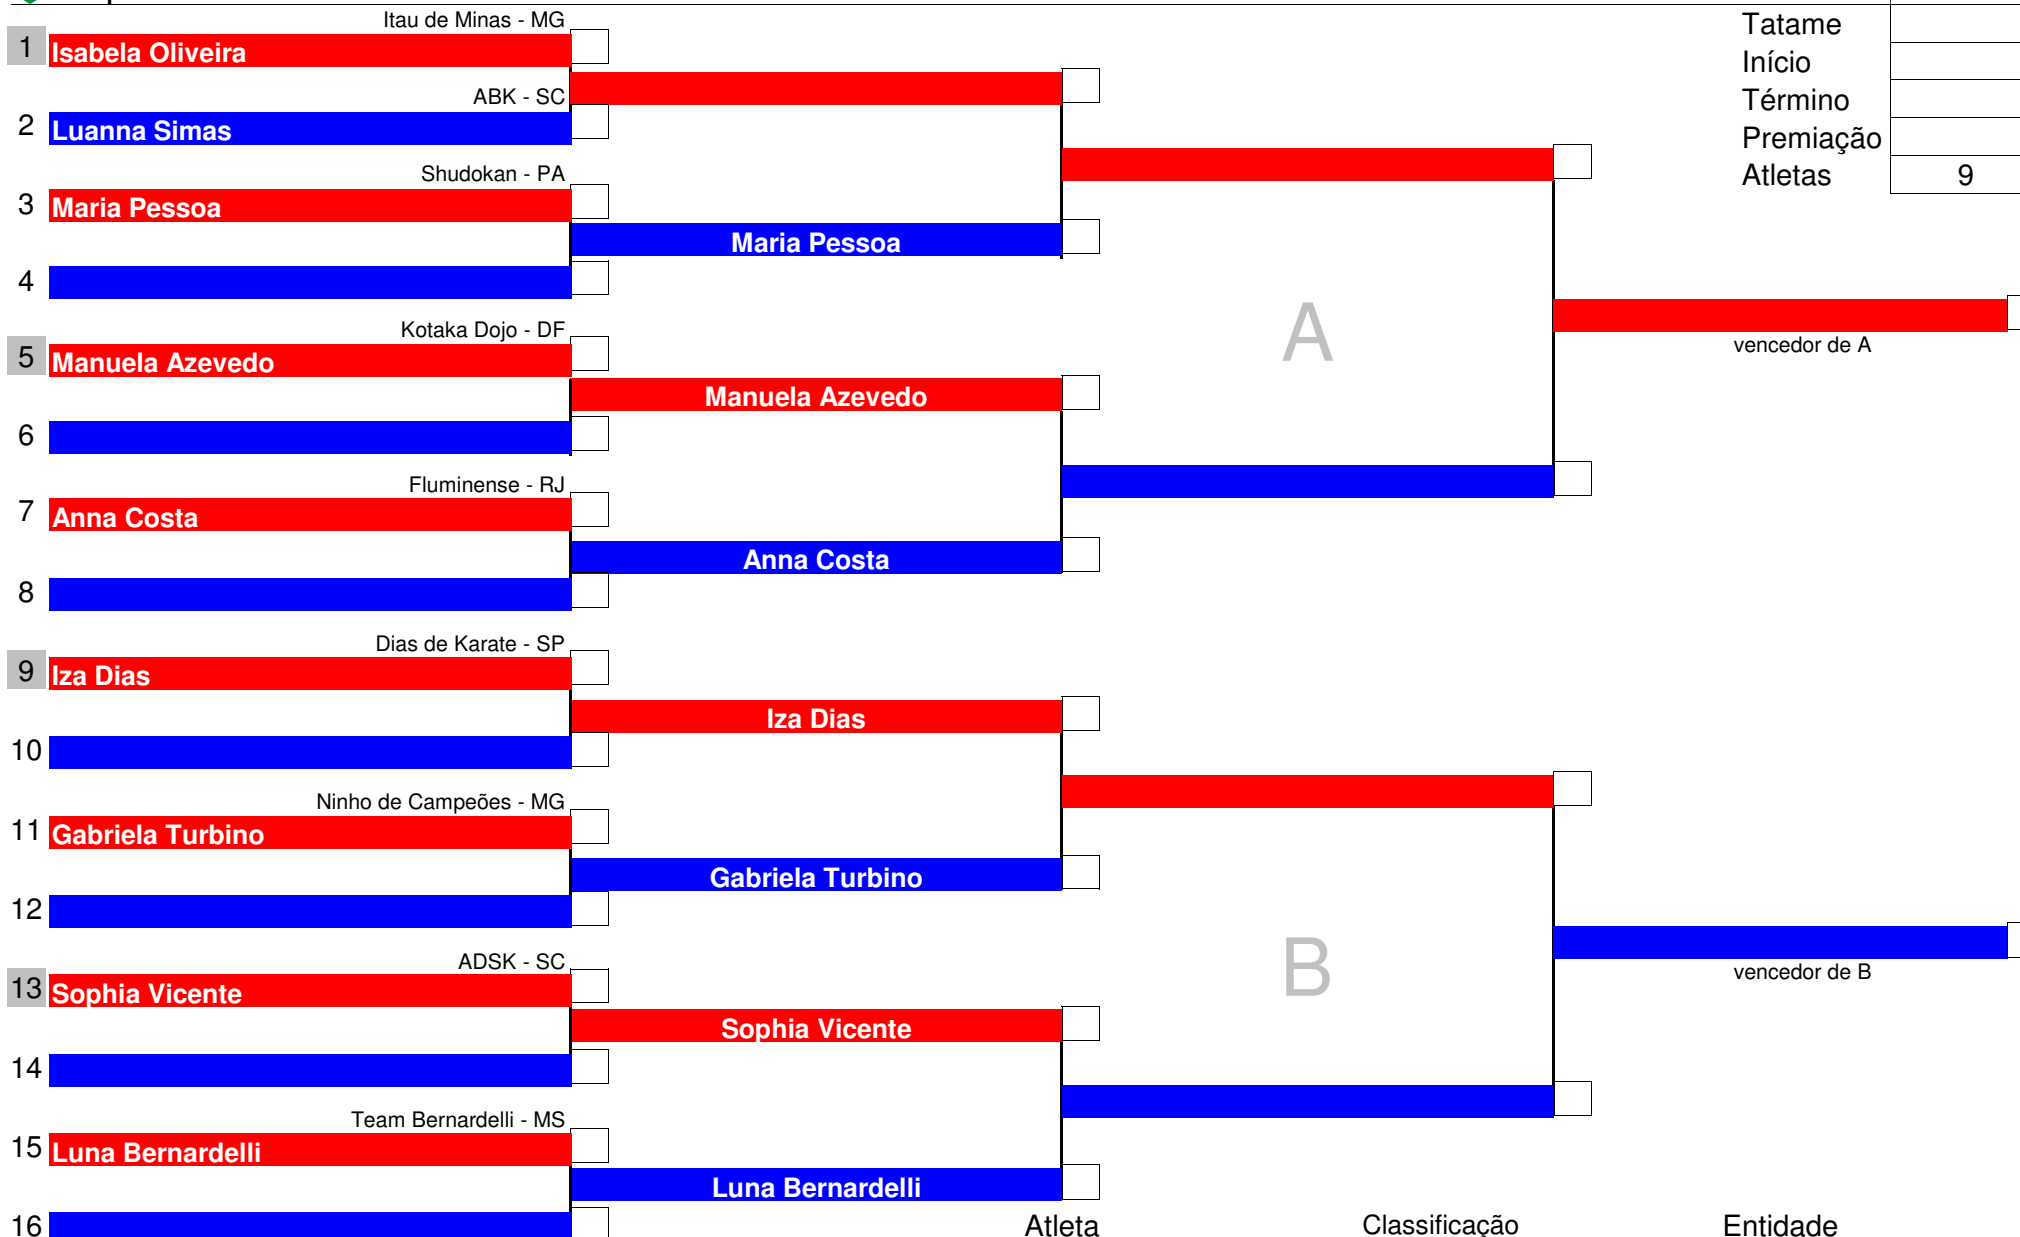 Itau de Minas - MG
Tatame
1 Isabela Oliveira
Início
ABK - SC
Término
2 Luanna Simas
Premiação
Shudokan - PA
Atletas 9
3 Maria Pessoa
Maria Pessoa
4
Kotaka Dojo - DF
A
5 Manuela Azevedo
vencedor de A
Manuela Azevedo
6
Fluminense - RJ
7 Anna Costa
Anna Costa
8
Dias de Karate - SP
9 Iza Dias
Iza Dias
10
Ninho de Campeões - MG
11 Gabriela Turbino
Gabriela Turbino
12
ADSK - SC
B
vencedor de B
13 Sophia Vicente
Sophia Vicente
14
Team Bernardelli - MS
15 Luna Bernardelli
Luna Bernardelli
16
Atleta Classificação Entidade